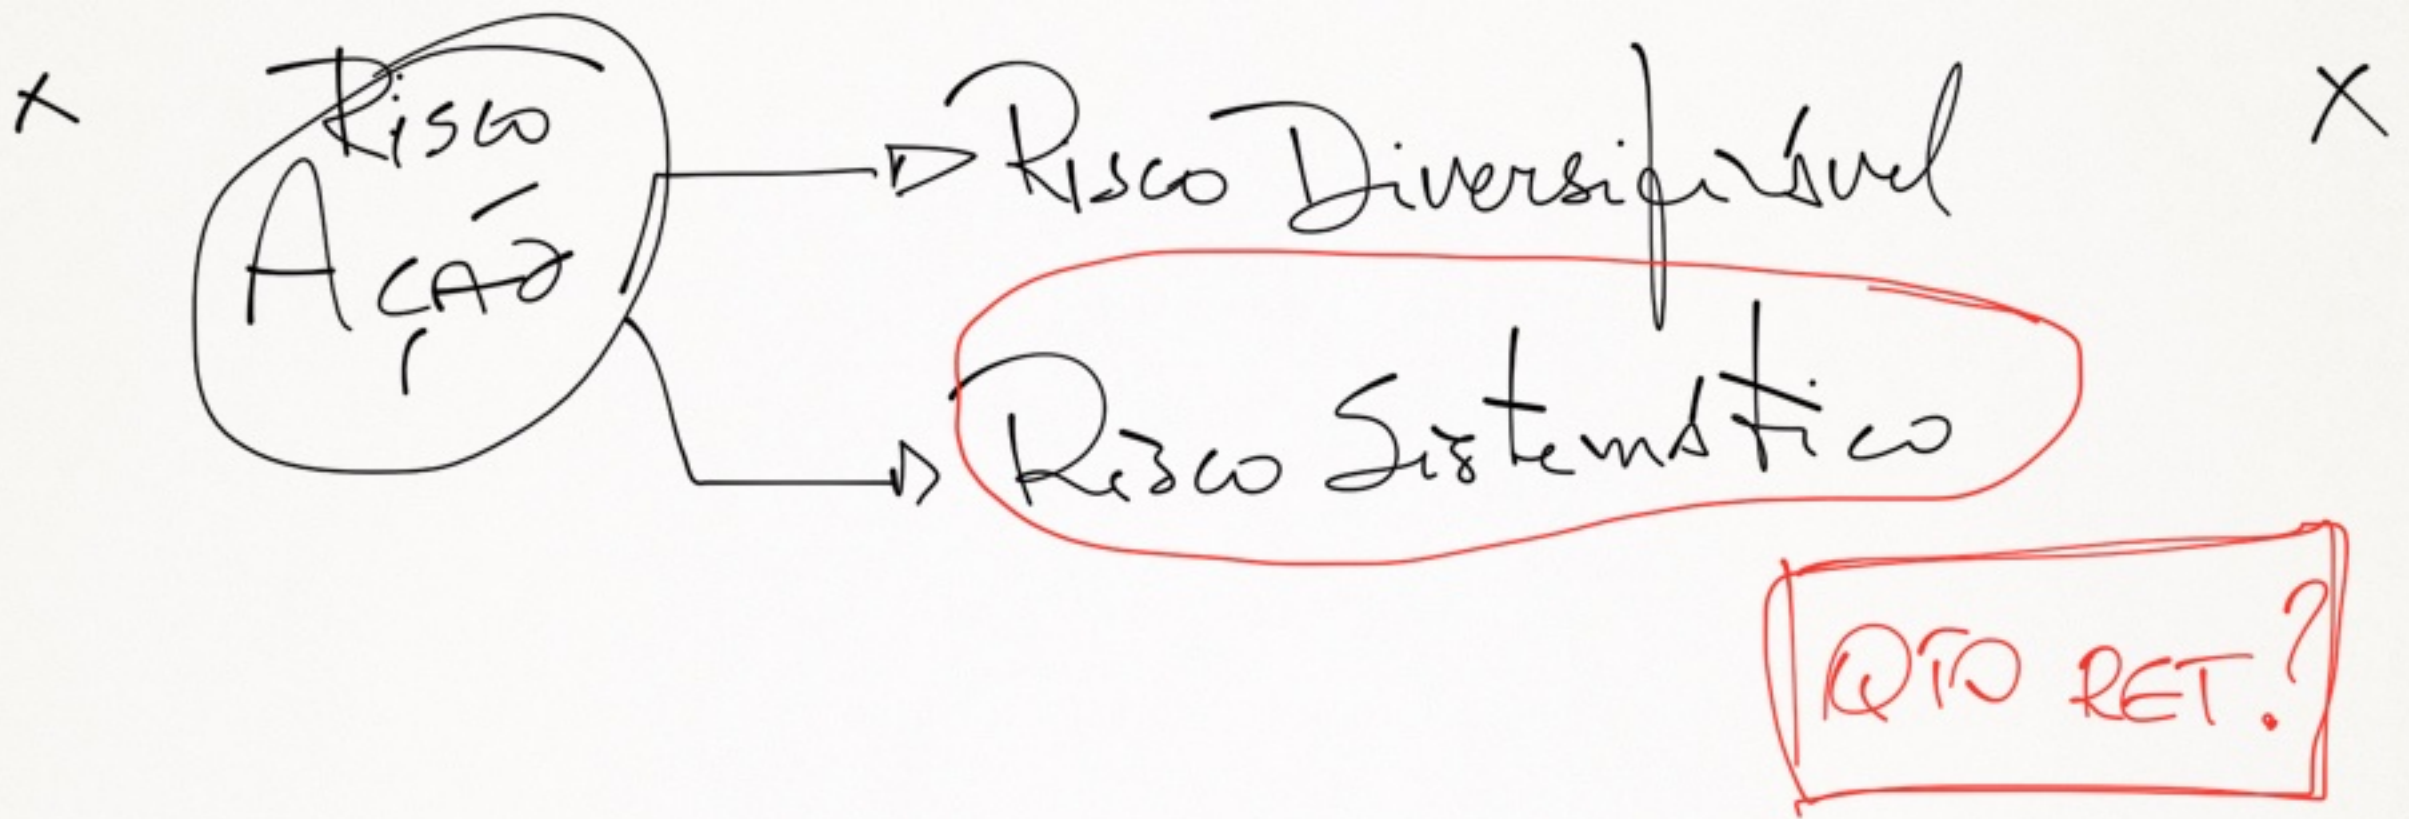 x Risco Risco Diversificável x
Ação
Risco Sistemático
QTO RET.?